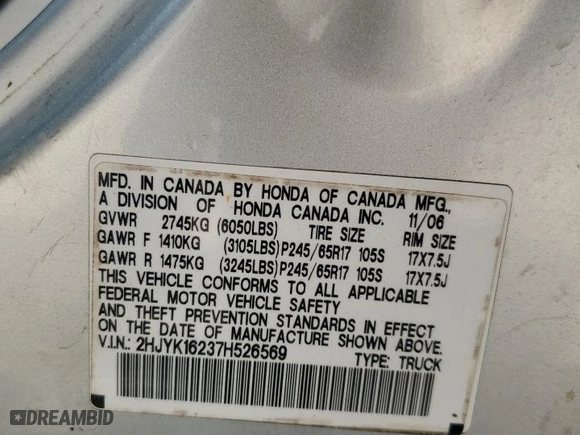 MFD. IN CANADA BY HONDA OF CANADA MFG.,
A DIVISION OF HONDA CANADA INC. 11/06
GVWR 2745KG (6050LBS) TIRE SIZE RIM SIZE
GAWR F 1410KG (3105LBS) P245/65R17 105S 17X7.5J
GAWR R 1475KG (3245LBS) P245/65R17 105S 17X7.5J
THIS VEHICLE CONFORMS TO ALL APPLICABLE
FEDERAL MOTOR VEHICLE SAFETY
AND THEFT PREVENTION STANDARDS IN EFFECT
ON THE DATE OF MANUFACTURE SHOWN ABOVE.
V.I.N.: 2HJYK16237H526569 TYPE: TRUCK
DREAMBID